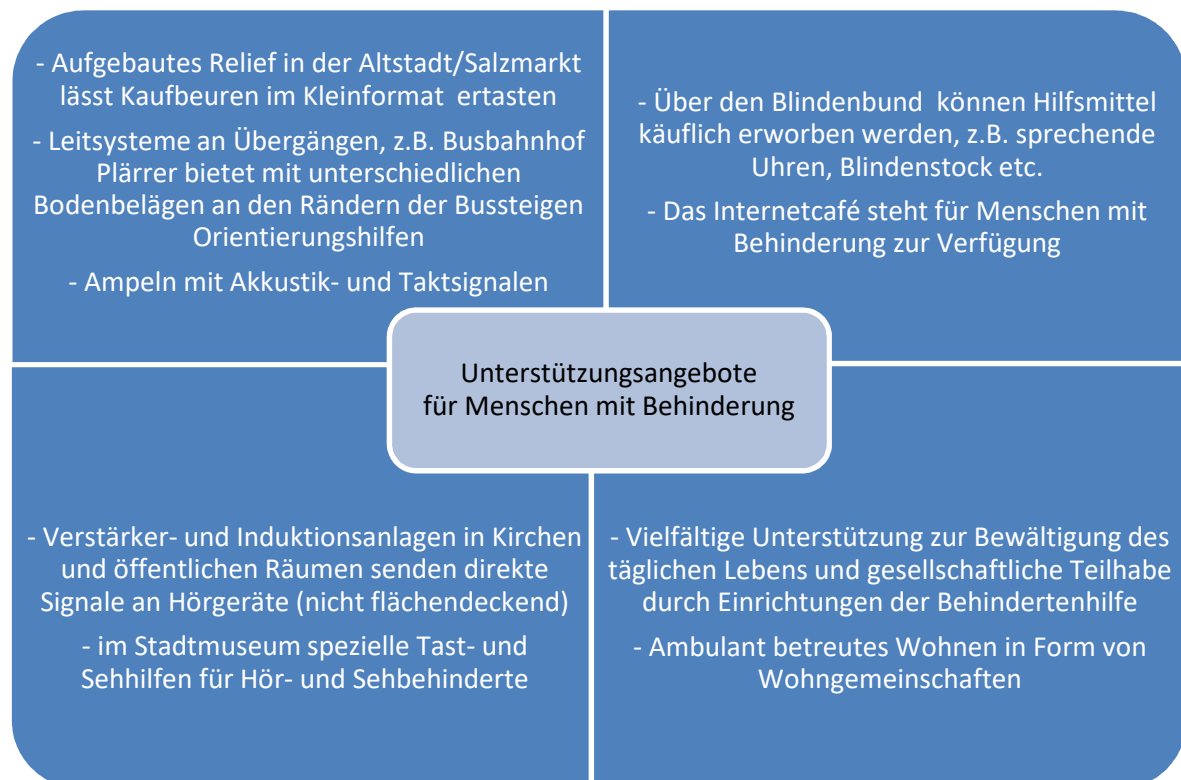 - Aufgebautes Relief in der Altstadt/Salzmarkt
lässt Kaufbeuren im Kleinformat ertasten
- Leitsysteme an Übergängen, z.B. Busbahnhof
Plärrer bietet mit unterschiedlichen
Bodenbelägen an den Rändern der Bussteigen
Orientierungshilfen
- Ampeln mit Akkustik- und Taktsignalen
- Über den Blindenbund können Hilfsmittel
käuflich erworben werden, z.B. sprechende
Uhren, Blindenstock etc.
- Das Internetcafé steht für Menschen mit
Behinderung zur Verfügung
Unterstützungsangebote
für Menschen mit Behinderung
- Verstärker- und Induktionsanlagen in Kirchen
und öffentlichen Räumen senden direkte
Signale an Hörgeräte (nicht flächendeckend)
- im Stadtmuseum spezielle Tast- und
Sehhilfen für Hör- und Sehbehinderte
- Vielfältige Unterstützung zur Bewältigung des
täglichen Lebens und gesellschaftliche Teilhabe
durch Einrichtungen der Behindertenhilfe
- Ambulant betreutes Wohnen in Form von
Wohngemeinschaften